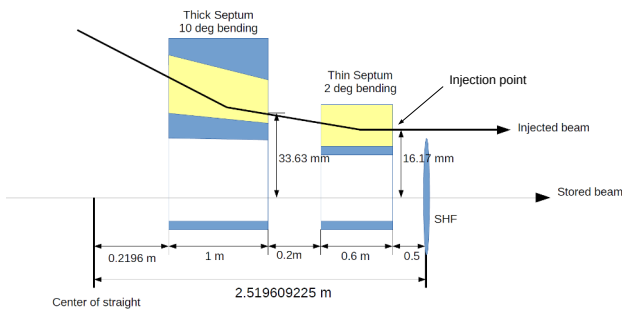 Thick Septum
10 deg bending
Thin Septum
2 deg bending
Injection point
Injected beam
33.63 mm
16.17 mm
Stored beam
SHF
0.2196 m
1 m
0.2m
0.6 m
0.5
2.519609225 m
Center of straight